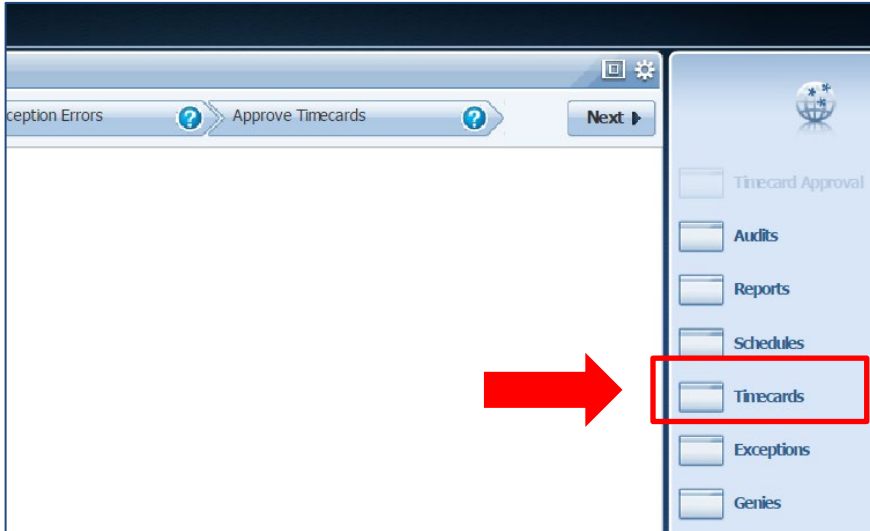 ception Errors
Approve Timecards
Next
Timecard Approval
Audits
Reports
Schedules
Timecards
Exceptions
Genies